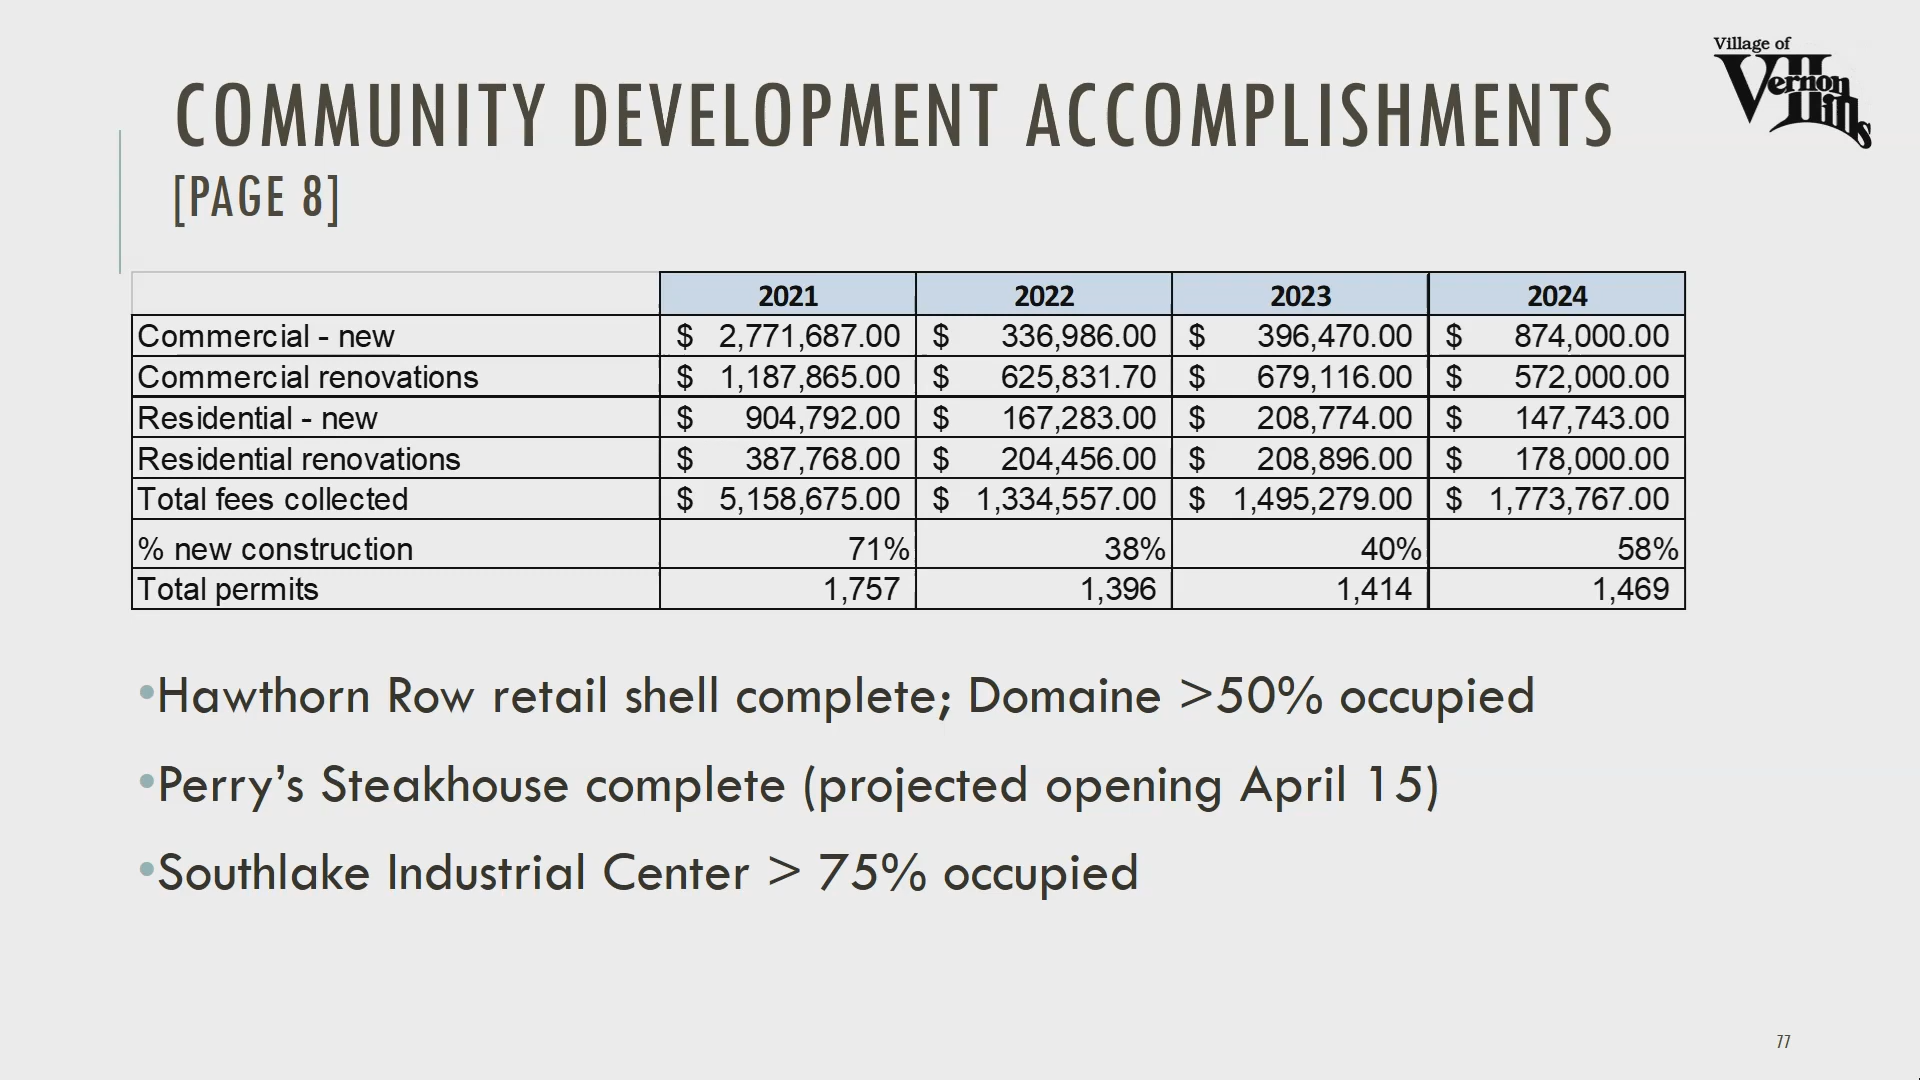 Village of
Vernon
Hills
COMMUNITY DEVELOPMENT ACCOMPLISHMENTS
[PAGE 8]
2021 2022 2023 2024
Commercial - new $ 2,771,687.00 $ 336,986.00 $ 396,470.00 $ 874,000.00
Commercial renovations $ 1,187,865.00 $ 625,831.70 $ 679,116.00 $ 572,000.00
Residential - new $ 904,792.00 $ 167,283.00 $ 208,774.00 $ 147,743.00
Residential renovations $ 387,768.00 $ 204,456.00 $ 208,896.00 $ 178,000.00
Total fees collected $ 5,158,675.00 $ 1,334,557.00 $ 1,495,279.00 $ 1,773,767.00
% new construction 71% 38% 40% 58%
Total permits 1,757 1,396 1,414 1,469
•Hawthorn Row retail shell complete; Domaine >50% occupied
•Perry’s Steakhouse complete (projected opening April 15)
•Southlake Industrial Center > 75% occupied
77